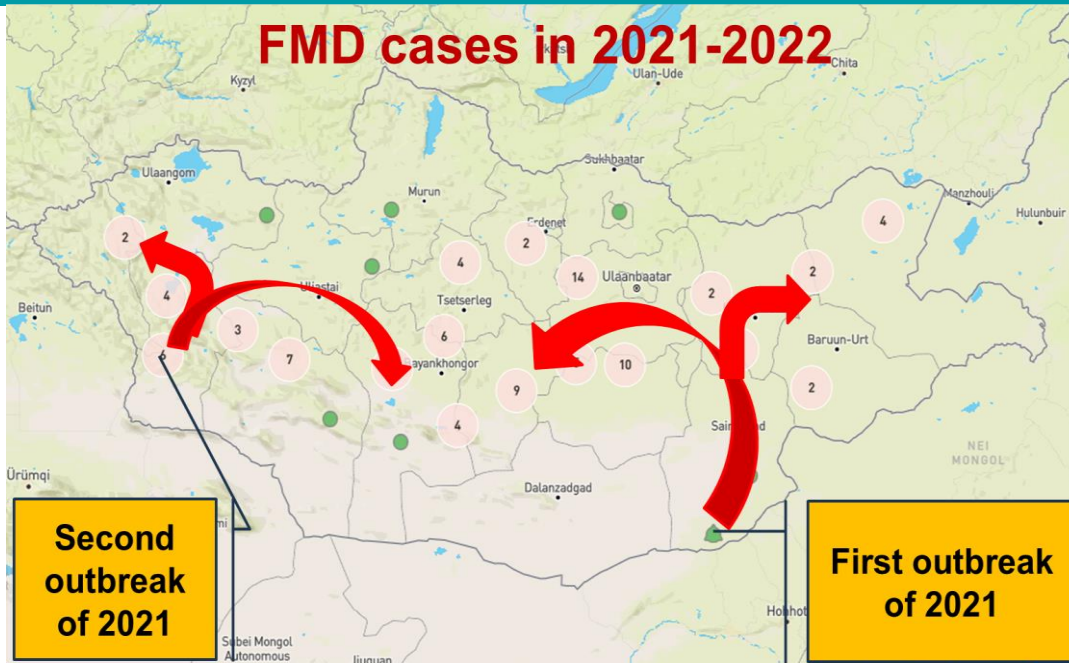 FMD cases in 2021-2022
Kyzyl
Ulan-Ude
Chita
Ulaangom
Murun
Sukhbaatar
Manzhouli
Hulunbuir
Erdenet
2
4
2
4
14
Ulaanbaatar
2
2
4
Uliastai
Tsetserleg
Beitun
3
6
7
6
Baruun-Urt
9
10
2
4
Dalanzadgad
NEI
MONGOL
Ürümqi
Second
outbreak
of 2021
First outbreak
of 2021
Subei Mongol
Autonomous
Jiuquan